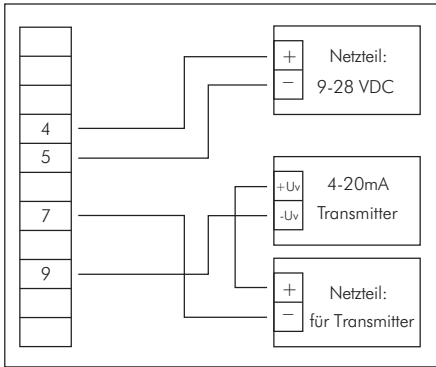 + Netzteil:
− 9-28 VDC
4
5
+Uv 4-20mA
-Uv Transmitter
7
9
+ Netzteil:
− für Transmitter